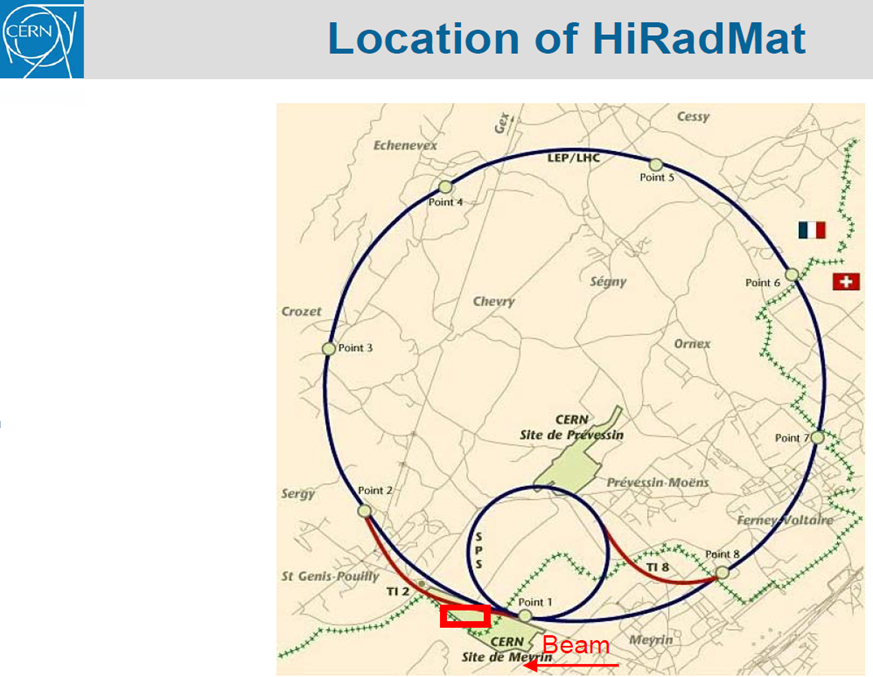 CERN
Location of HiRadMat
Cessy
Gex
Echenevex
LEP/LHC
Point 5
Point 4
Point 6
Ségny
Chevry
Crozet
Ornex
Point 3
CERN
Site de Prévessin
Point 7
Prévessin-Moëns
Point 2
Sergy
Ferney-Voltaire
SPS
Point 8
TI 8
St Genis-Pouilly
TI 2
Point 1
CERN
Site de Meyrin
Meyrin
Beam